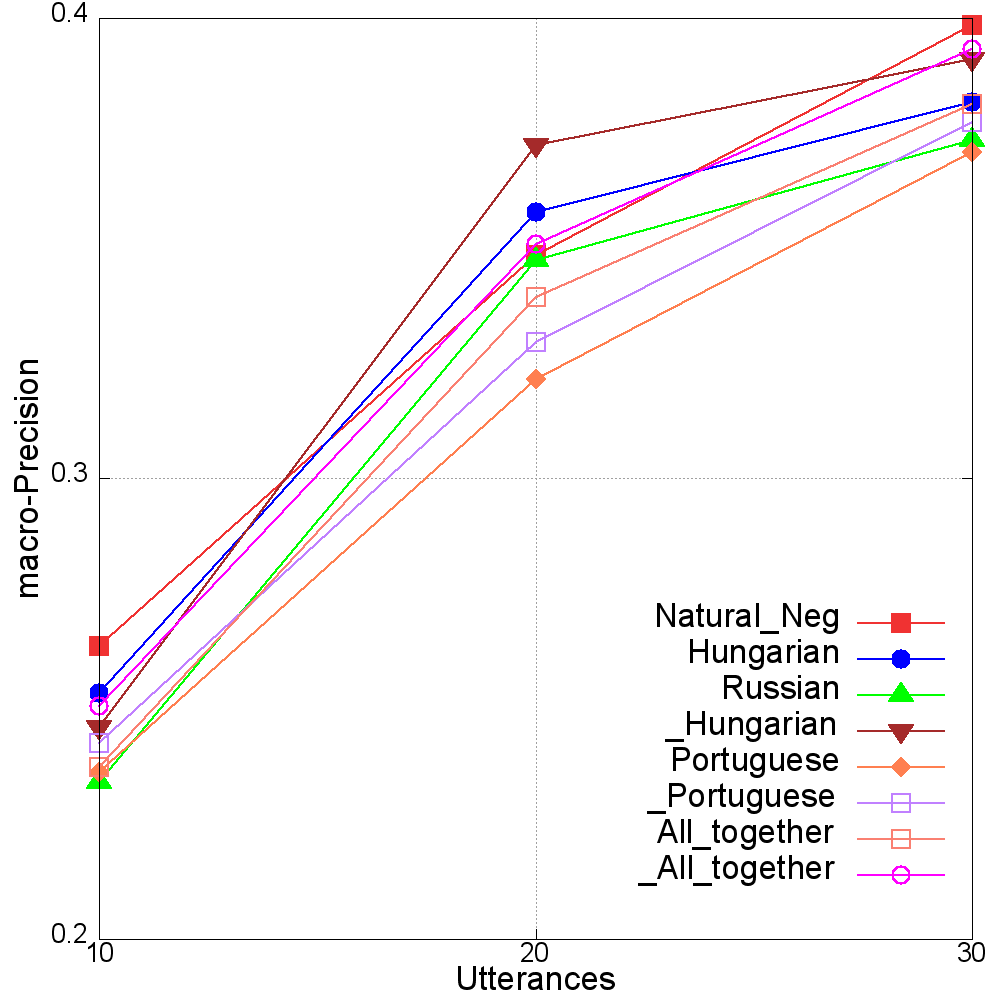 0.4
0.3
0.2
macro-Precision
10
20
30
Utterances
Natural_Neg
Hungarian
Russian
_Hungarian
Portuguese
_Portuguese
All_together
_All_together